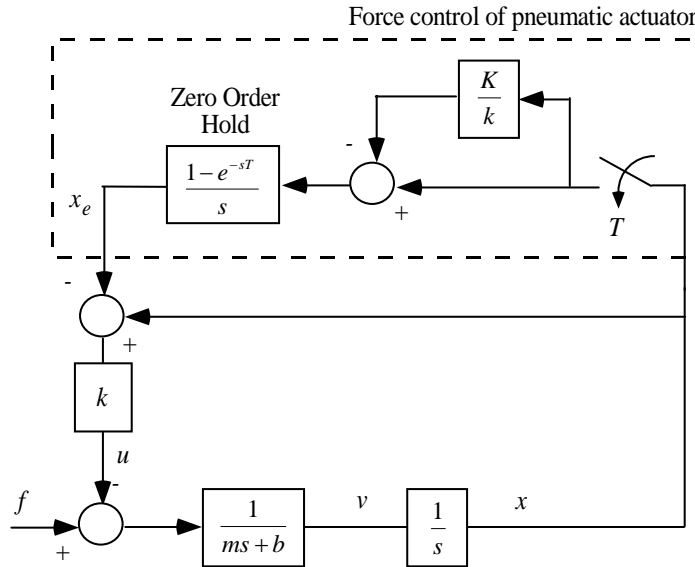 Force control of pneumatic actuator
K
k
Zero Order
Hold
-
1 − e^{−sT}
s
+
x_e
T
-
+
k
u
-
f
+
1
ms + b
v
1
s
x